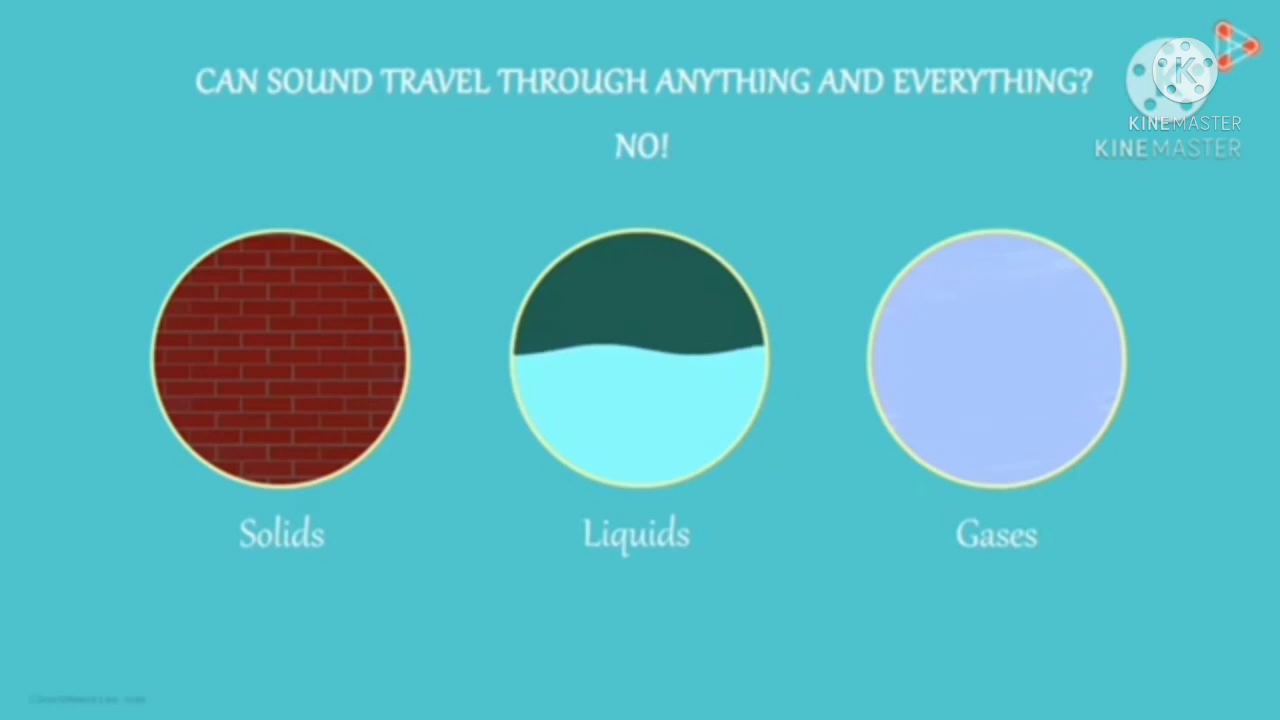 CAN SOUND TRAVEL THROUGH ANYTHING AND EVERYTHING?
NO!
KINEMASTER
KINEMASTER
Solids
Liquids
Gases